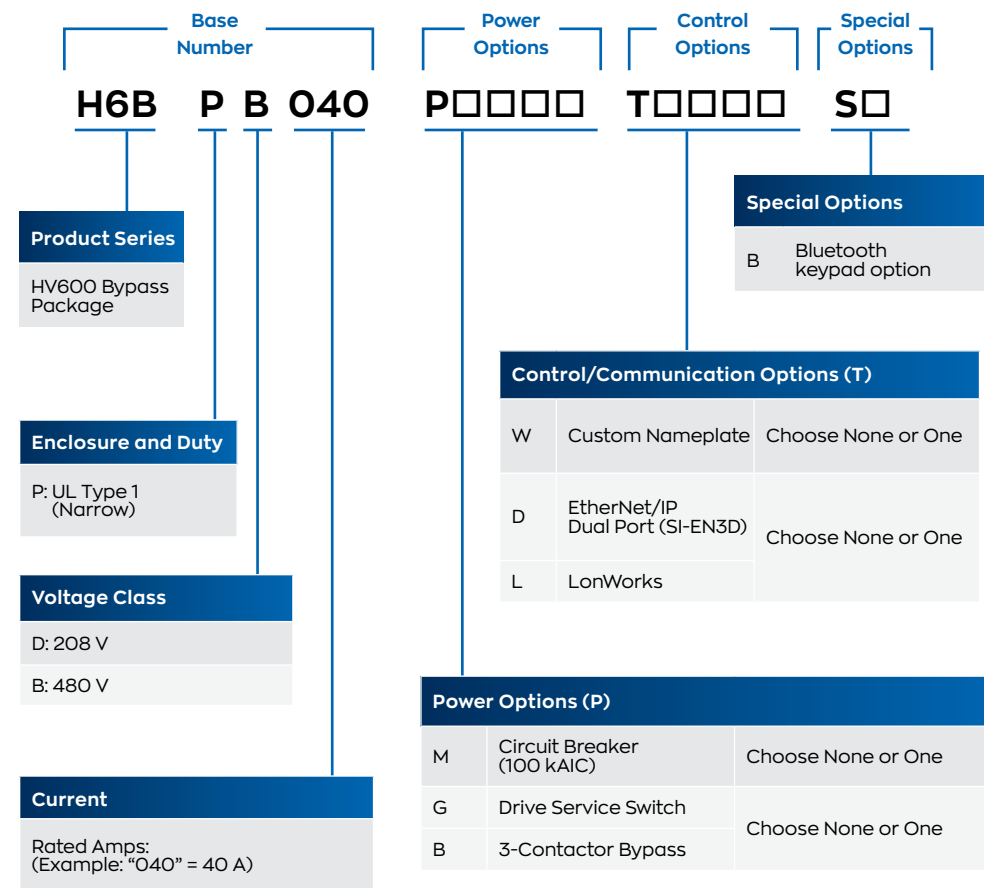 Base
Number
Power
Options
Control
Options
Special
Options
H6B P B 040 P□□□□ T□□□□ S□
Special Options
B Bluetooth
keypad option
Product Series
HV600 Bypass
Package
Control/Communication Options (T)
W Custom Nameplate Choose None or One
D EtherNet/IP
Dual Port (SI-EN3D)
Choose None or One
L LonWorks
Enclosure and Duty
P: UL Type 1
(Narrow)
Voltage Class
D: 208 V
B: 480 V
Power Options (P)
M Circuit Breaker
(100 kAIC)
Choose None or One
G Drive Service Switch
Choose None or One
B 3-Contactor Bypass
Current
Rated Amps:
(Example: “040” = 40 A)